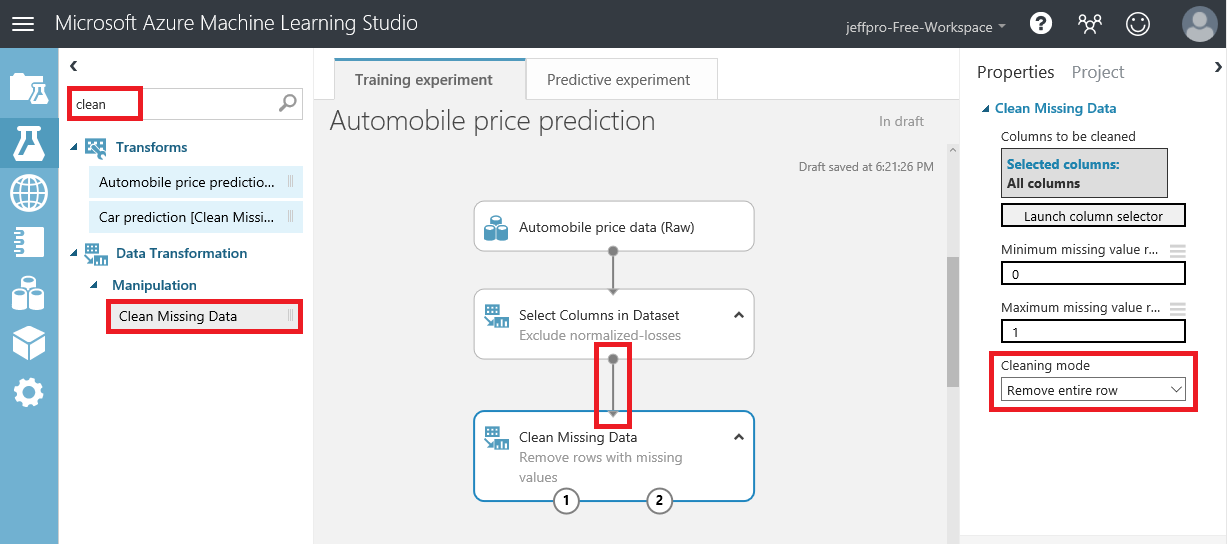 Microsoft Azure Machine Learning Studio
jeffpro-Free-Workspace
?
clean
Transforms
Automobile price predictio...
Car prediction [Clean Missi...
Data Transformation
Manipulation
Clean Missing Data
Training experiment
Predictive experiment
Automobile price prediction
In draft
Draft saved at 6:21:26 PM
Automobile price data (Raw)
Select Columns in Dataset
Exclude normalized-losses
Clean Missing Data
Remove rows with missing
values
1
2
Properties
Project
Clean Missing Data
Columns to be cleaned
Selected columns:
All columns
Launch column selector
Minimum missing value r...
0
Maximum missing value r...
1
Cleaning mode
Remove entire row